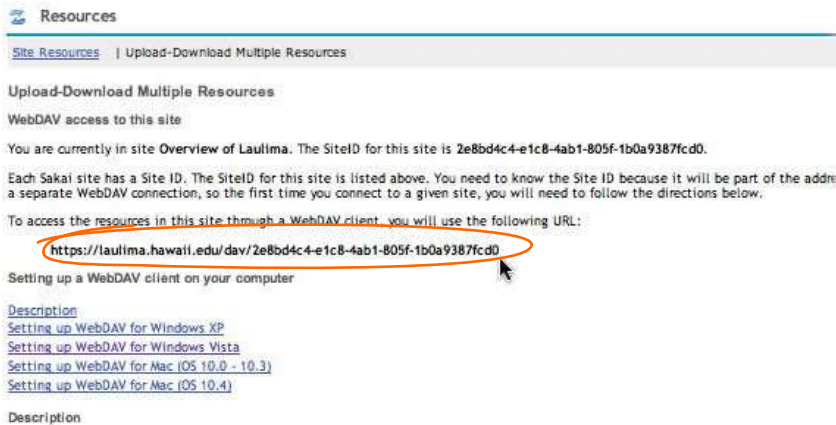 Resources
Site Resources | Upload-Download Multiple Resources
Upload-Download Multiple Resources
WebDAV access to this site
You are currently in site Overview of Laulima. The SiteID for this site is 2e8bd4c4-e1c8-4ab1-805f-1b0a9387fcd0.
Each Sakai site has a Site ID. The SiteID for this site is listed above. You need to know the Site ID because it will be part of the addre
a separate WebDAV connection, so the first time you connect to a given site, you will need to follow the directions below.
To access the resources in this site through a WebDAV client, you will use the following URL:
https://laulima.hawaii.edu/dav/2e8bd4c4-e1c8-4ab1-805f-1b0a9387fcd0
Setting up a WebDAV client on your computer
Description
Setting up WebDAV for Windows XP
Setting up WebDAV for Windows Vista
Setting up WebDAV for Mac (OS 10.0 - 10.3)
Setting up WebDAV for Mac (OS 10.4)
Description